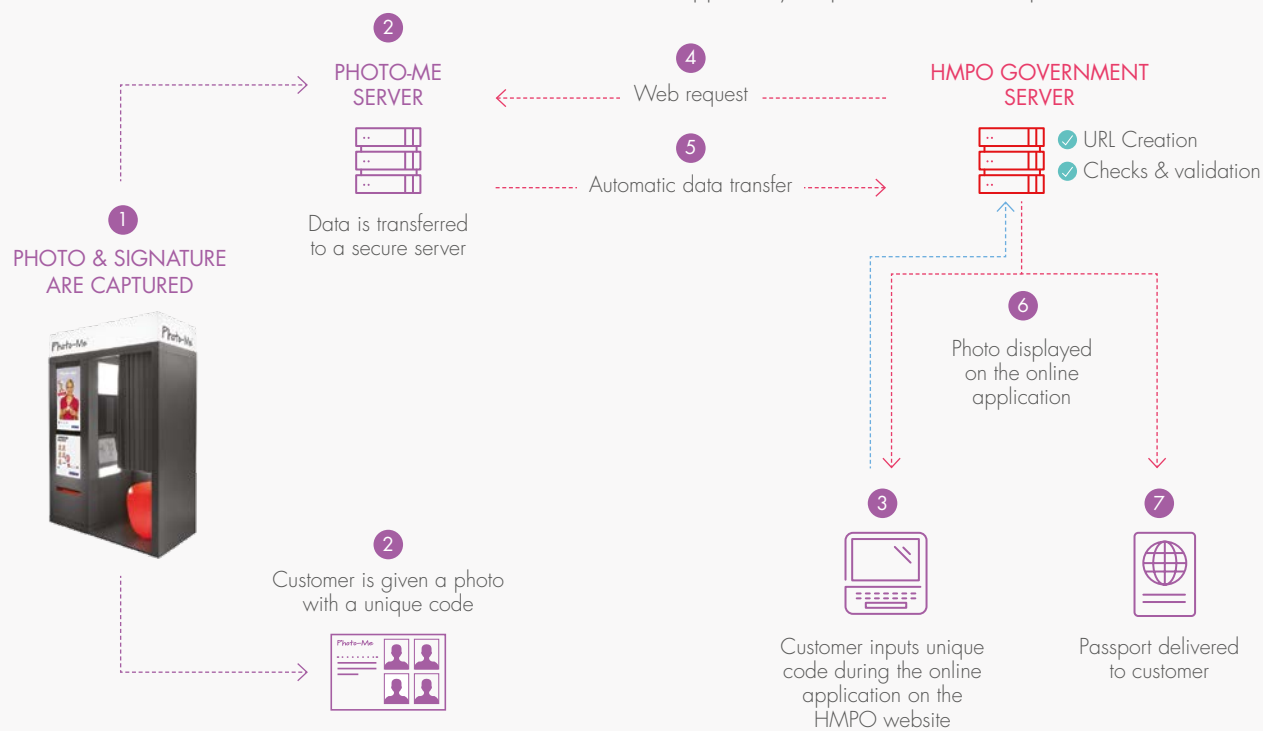 2
PHOTO-ME
SERVER
Data is transferred
to a secure server
4
Web request
5
Automatic data transfer
HMPO GOVERNMENT
SERVER
URL Creation
Checks & validation
1
PHOTO & SIGNATURE
ARE CAPTURED
Photo-Me
Photo-Me
2
Customer is given a photo
with a unique code
Photo-Me
6
Photo displayed
on the online
application
3
Customer inputs unique
code during the online
application on the
HMPO website
7
Passport delivered
to customer